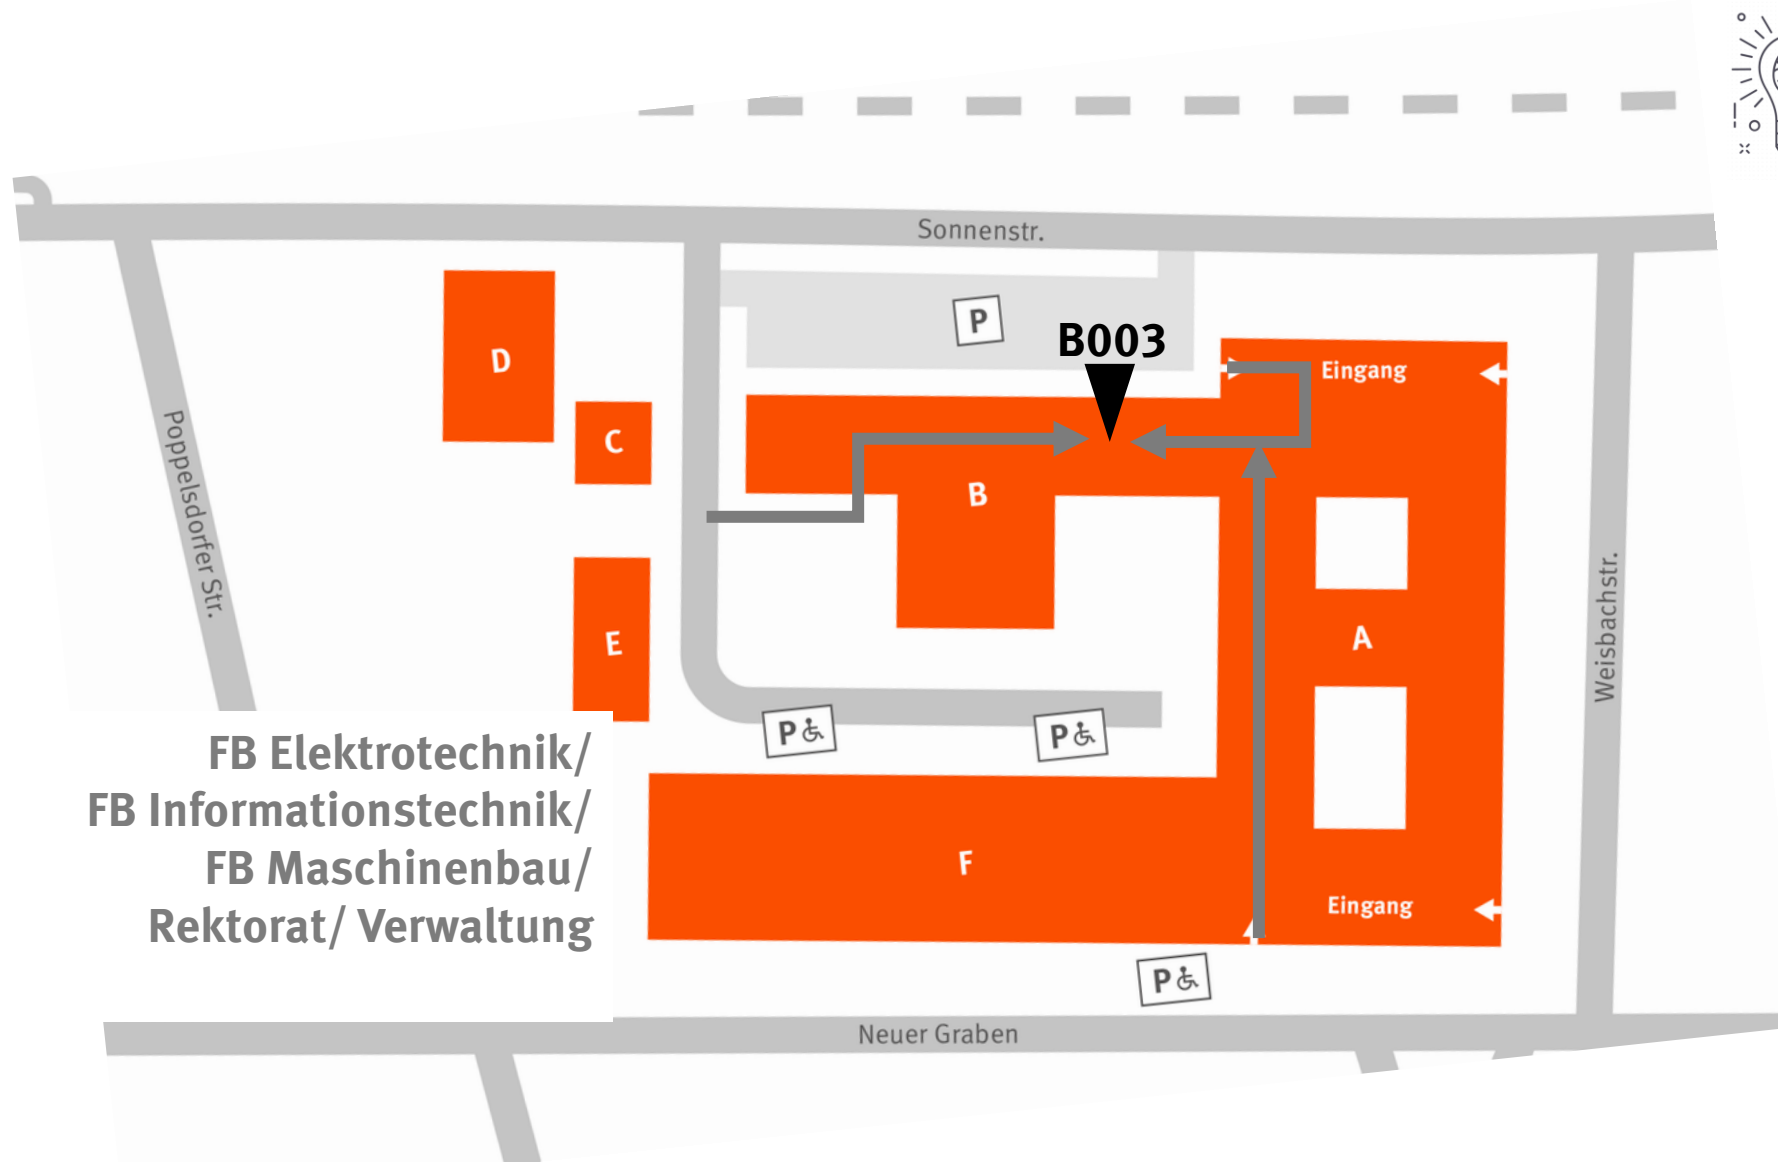 Sonnenstr.
P
B003
Eingang
D
C
B
Poppelsdorfer Str.
E
A
Weisbachstr.
P
P
FB Elektrotechnik/
FB Informationstechnik/
FB Maschinenbau/
Rektorat/ Verwaltung
F
Eingang
P
Neuer Graben